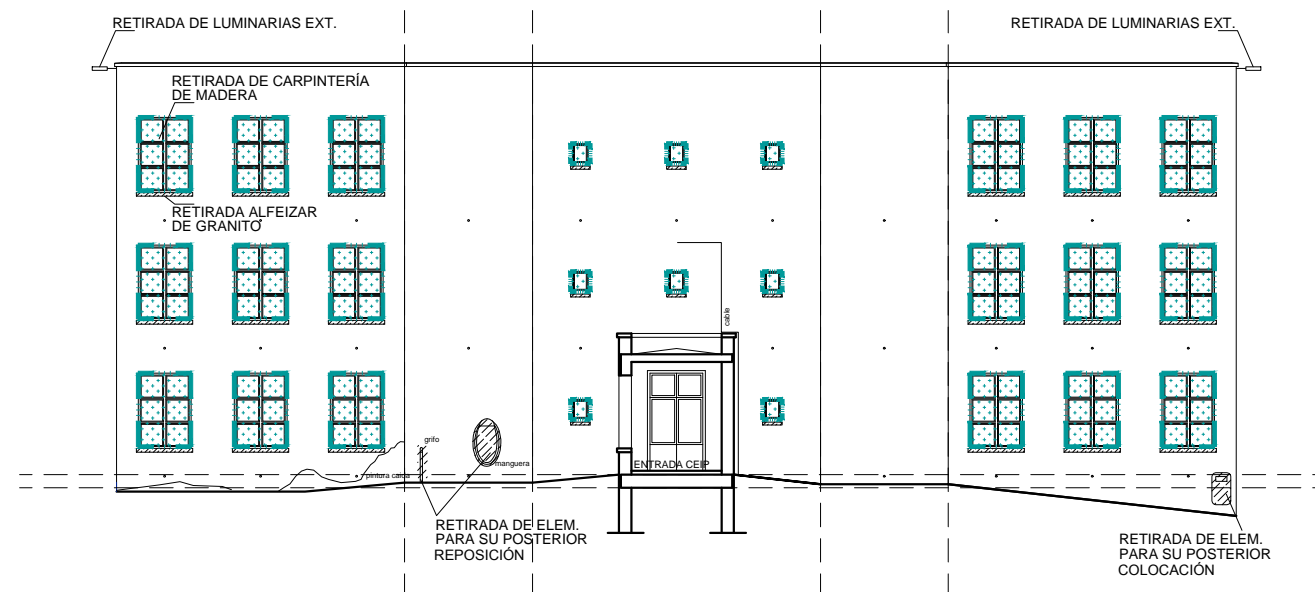 RETIRADA DE LUMINARIAS EXT.
RETIRADA DE LUMINARIAS EXT.
RETIRADA DE CARPINTERÍA
DE MADERA
RETIRADA ALFEIZAR
DE GRANITO
cable
grifo
manguera
pintura caida
ENTRADA CEIP
RETIRADA DE ELEM.
PARA SU POSTERIOR
REPOSICIÓN
RETIRADA DE ELEM.
PARA SU POSTERIOR
COLOCACIÓN